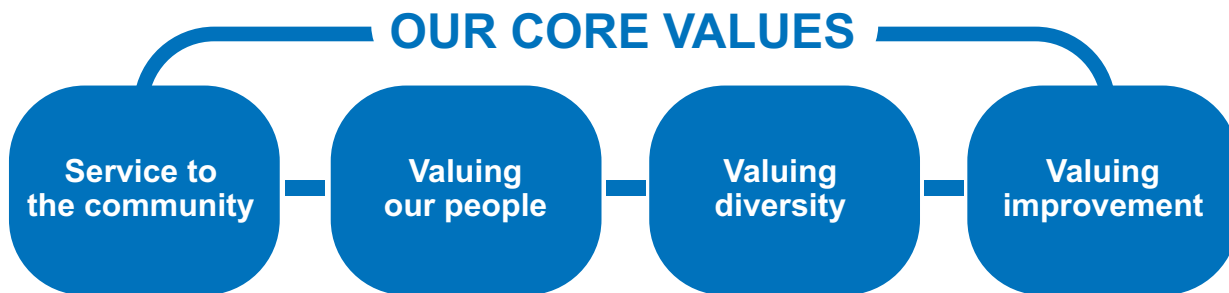 OUR CORE VALUES
Service to
the community
Valuing
our people
Valuing
diversity
Valuing
improvement